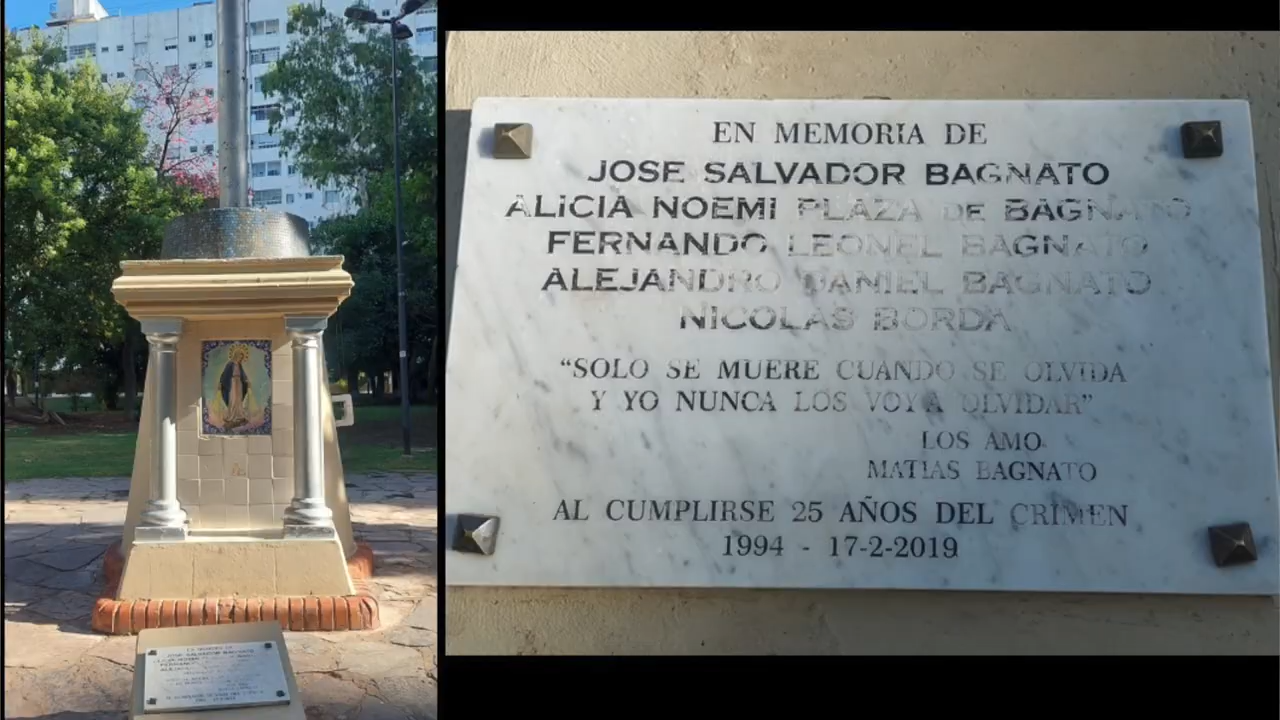 EN MEMORIA DE
JOSE SALVADOR BAGNATO
ALICIA NOEMI PLAZA DE BAGNATO
FERNANDO LEONEL BAGNATO
ALEJANDRO DANIEL BAGNATO
NICOLAS BORDA
“SOLO SE MUERE CUANDO SE OLVIDA
Y YO NUNCA LOS VOY A OLVIDAR”
LOS AMO
MATIAS BAGNATO
AL CUMPLIRSE 25 AÑOS DEL CRIMEN
1994 - 17-2-2019